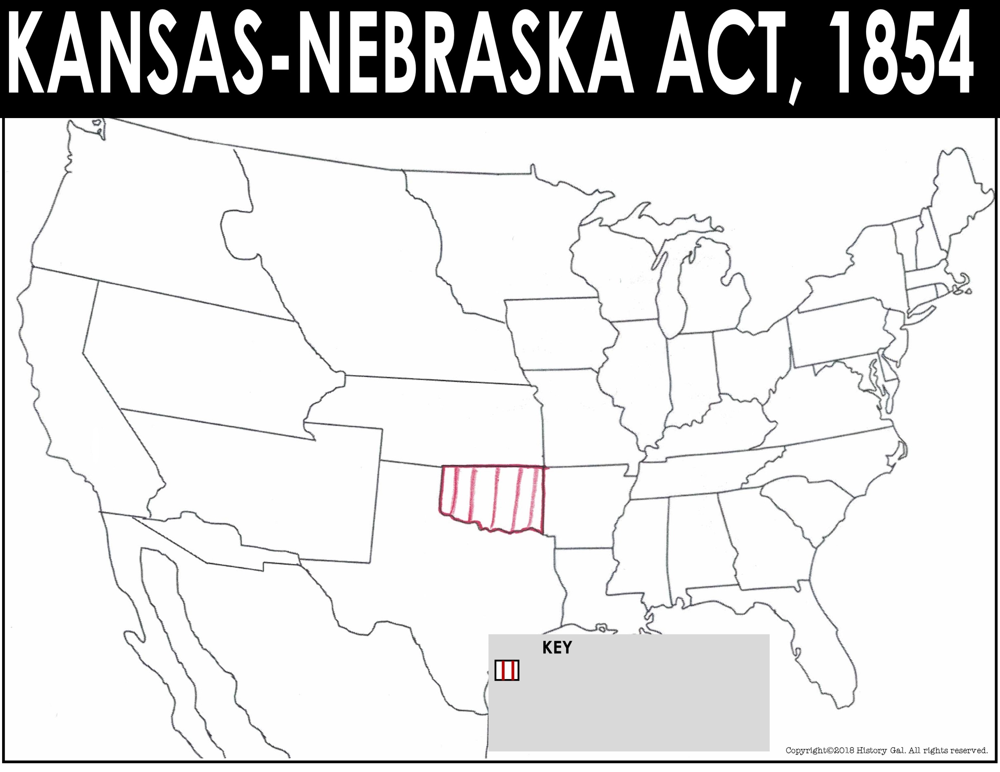 KANSAS-NEBRASKA ACT, 1854
KEY
Copyright©2018 History Gal. All rights reserved.